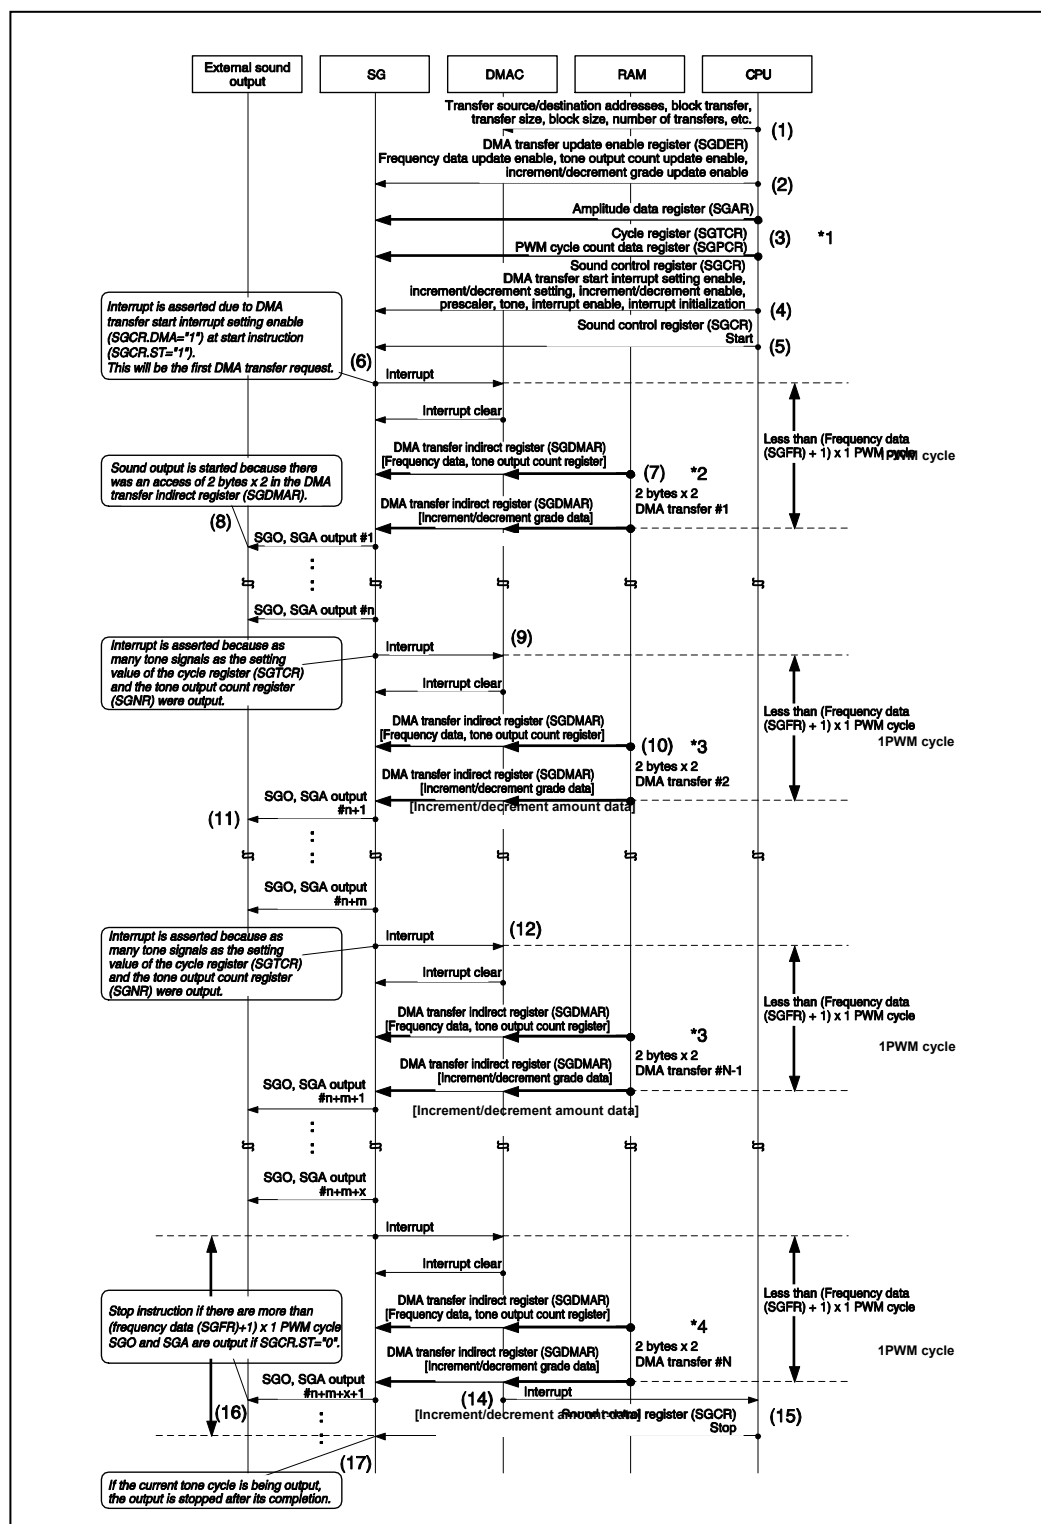 External sound
output
SG
DMAC
RAM
CPU
Transfer source/destination addresses, block transfer,
transfer size, block size, number of transfers, etc.
(1)
DMA transfer update enable register (SGDER)
Frequency data update enable, tone output count update enable,
increment/decrement grade update enable
(2)
Amplitude data register (SGAR)
Cycle register (SGTCR)
(3)
*1
PWM cycle count data register (SGPCR)
Sound control register (SGCR)
DMA transfer start interrupt setting enable,
increment/decrement setting, increment/decrement enable,
prescaler, tone, interrupt enable, interrupt initialization
(4)
Interrupt is asserted due to DMA
transfer start interrupt setting enable
(SGCR.DMA="1") at start instruction
(SGCR.ST="1").
This will be the first DMA transfer request.
Sound control register (SGCR)
Start
(5)
(6)
Interrupt
Interrupt clear
Less than (Frequency data
(SGFR) + 1) x 1 PWM cycle
1PWM cycle
DMA transfer indirect register (SGDMAR)
[Frequency data, tone output count register]
(7)
*2
Sound output is started because there
was an access of 2 bytes x 2 in the DMA
transfer indirect register (SGDMAR).
2 bytes x 2
DMA transfer #1
DMA transfer indirect register (SGDMAR)
[Increment/decrement grade data]
(8)
SGO, SGA output #1
SGO, SGA output #n
Interrupt is asserted because as
many tone signals as the setting
value of the cycle register (SGTCR)
and the tone output count register
(SGNR) were output.
Interrupt
(9)
Interrupt clear
Less than (Frequency data
(SGFR) + 1) x 1 PWM cycle
1PWM cycle
DMA transfer indirect register (SGDMAR)
[Frequency data, tone output count register]
(10)
*3
2 bytes x 2
DMA transfer #2
DMA transfer indirect register (SGDMAR)
[Increment/decrement grade data]
[Increment/decrement amount data]
SGO, SGA output
#n+1
(11)
SGO, SGA output
#n+m
Interrupt is asserted because as
many tone signals as the setting
value of the cycle register (SGTCR)
and the tone output count register
(SGNR) were output.
Interrupt
(12)
Interrupt clear
Less than (Frequency data
(SGFR) + 1) x 1 PWM cycle
1PWM cycle
DMA transfer indirect register (SGDMAR)
[Frequency data, tone output count register]
*3
2 bytes x 2
DMA transfer #N-1
DMA transfer indirect register (SGDMAR)
[Increment/decrement grade data]
[Increment/decrement amount data]
SGO, SGA output
#n+m+1
SGO, SGA output
#n+m+x
Interrupt
Interrupt clear
Less than (Frequency data
(SGFR) + 1) x 1 PWM cycle
1PWM cycle
Stop instruction if there are more than
(frequency data (SGFR)+1) x 1 PWM cycle
SGO and SGA are output if SGCR.ST="0".
DMA transfer indirect register (SGDMAR)
[Frequency data, tone output count register]
*4
2 bytes x 2
DMA transfer #N
DMA transfer indirect register (SGDMAR)
[Increment/decrement grade data]
SGO, SGA output
#n+m+x+1
(14)
Interrupt
(16)
[Increment/decrement amount data]
Sound control register (SGCR)
Stop
(15)
(17)
If the current tone cycle is being output,
the output is stopped after its completion.